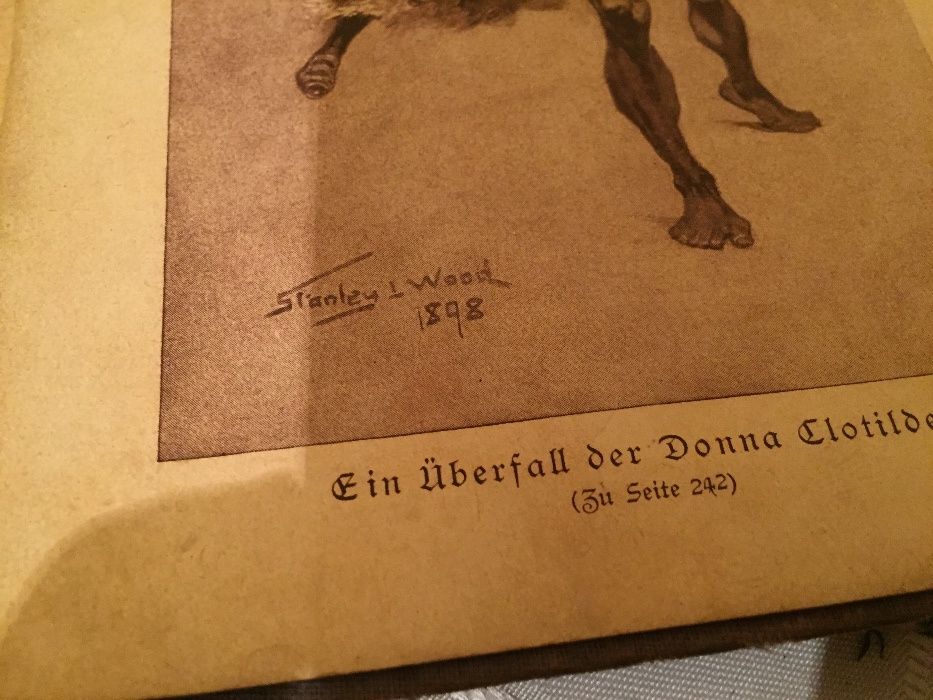 Stanley L Wood
1898
Ein Überfall der Donna Clotilde
(Zu Seite 242)